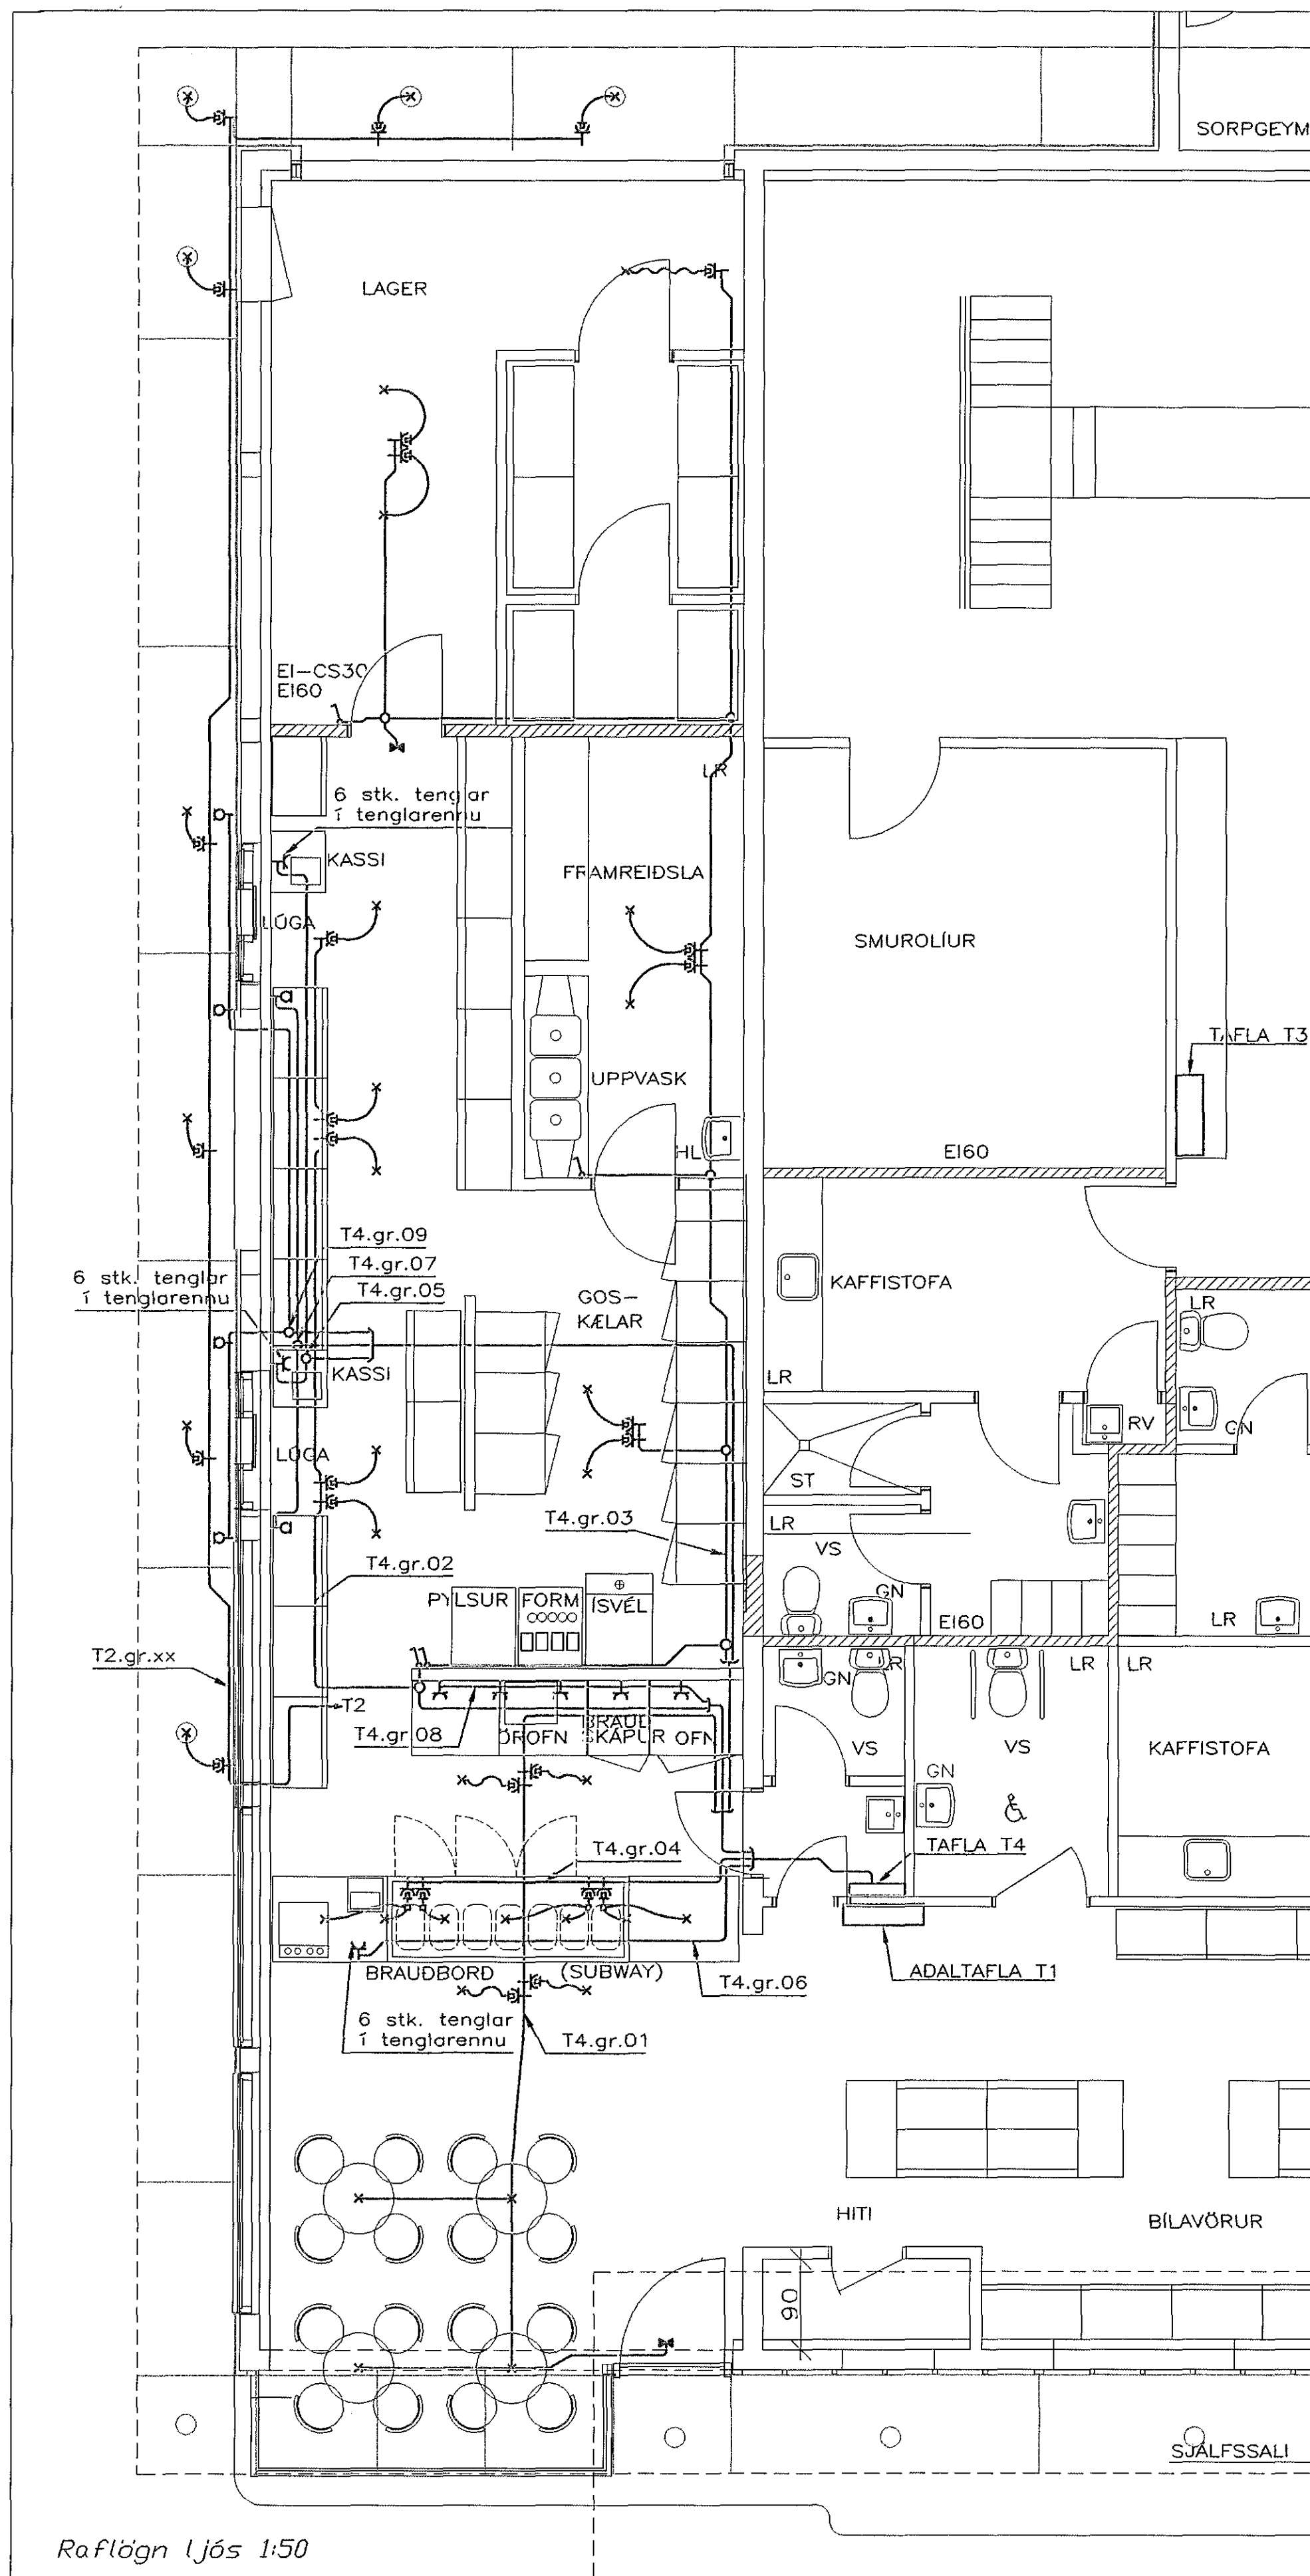 SORPGEYM
LAGER
EI-CS30
EI60
LR
6 stk. tenglar
í tenglarennu
KASSI
FRAMREIÐSLA
LÚGA
SMUROLÍUR
TAFLA T3
UPPVASK
HL
EI60
T4.gr.09
T4.gr.07
T4.gr.05
6 stk. tenglar
í tenglarennu
GOS-
KÆLAR
KAFFISTOFA
LR
KASSI
LR
RV
GN
LÚGA
ST
T4.gr.03
LR
VS
T4.gr.02
GN
PYLSUR
FORM
ÍSVÉL
EI60
LR
T2.gr.xx
GN
LR
LR
LR
T2
T4.gr.08
ÖROFN
BRAUÐ
SKÁPUR
OFN
VS
VS
KAFFISTOFA
GN
T4.gr.04
TAFLA T4
BRAUÐBORÐ
(SUBWAY)
T4.gr.06
AÐALTAFLA T1
6 stk. tenglar
í tenglarennu
T4.gr.01
HITI
BÍLAVÖRUR
90
SJÁLFSSALI
Raflögn ljós 1:50